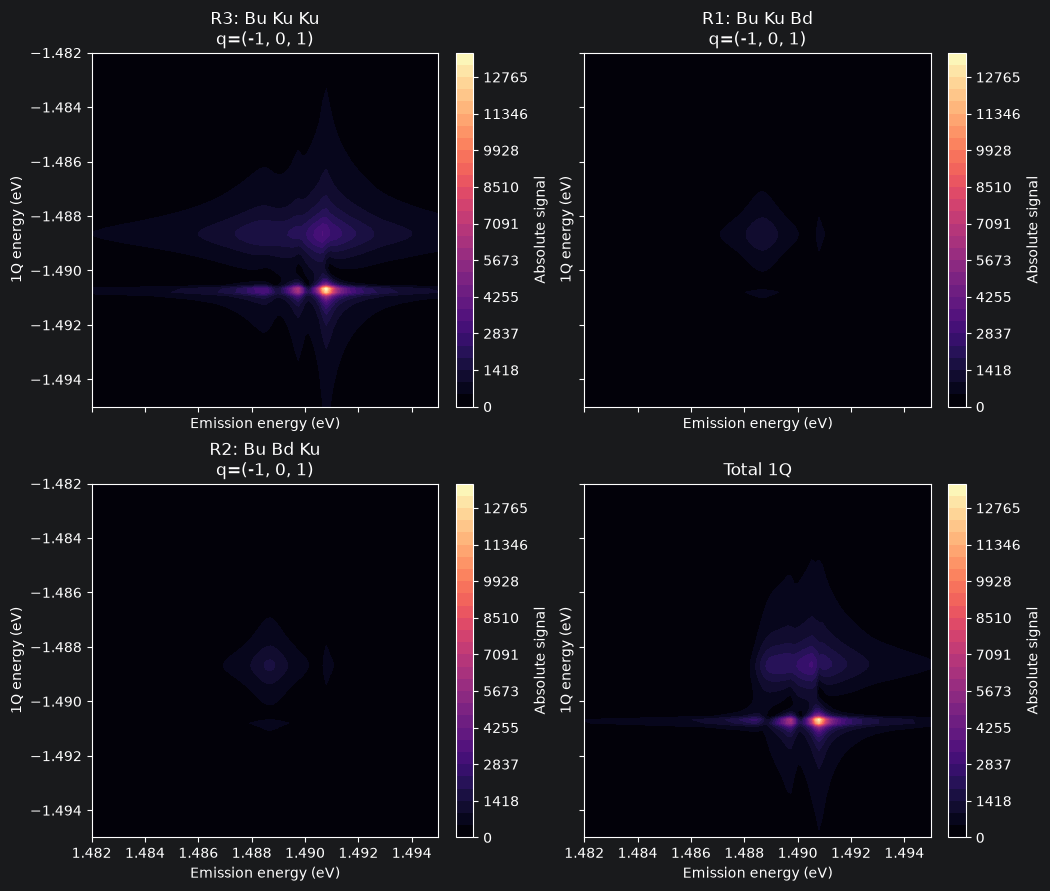 R3: Bu Ku Ku
q=(-1, 0, 1)
−1.482
−1.484
−1.486
−1.488
−1.490
−1.492
−1.494
1Q energy (eV)
Emission energy (eV)
12765
11346
9928
8510
7091
5673
4255
2837
1418
0
Absolute signal
R1: Bu Ku Bd
q=(-1, 0, 1)
1Q energy (eV)
Emission energy (eV)
12765
11346
9928
8510
7091
5673
4255
2837
1418
0
Absolute signal
R2: Bu Bd Ku
q=(-1, 0, 1)
−1.482
−1.484
−1.486
−1.488
−1.490
−1.492
−1.494
1Q energy (eV)
1.482 1.484 1.486 1.488 1.490 1.492 1.494
Emission energy (eV)
12765
11346
9928
8510
7091
5673
4255
2837
1418
0
Absolute signal
Total 1Q
1Q energy (eV)
1.482 1.484 1.486 1.488 1.490 1.492 1.494
Emission energy (eV)
12765
11346
9928
8510
7091
5673
4255
2837
1418
0
Absolute signal